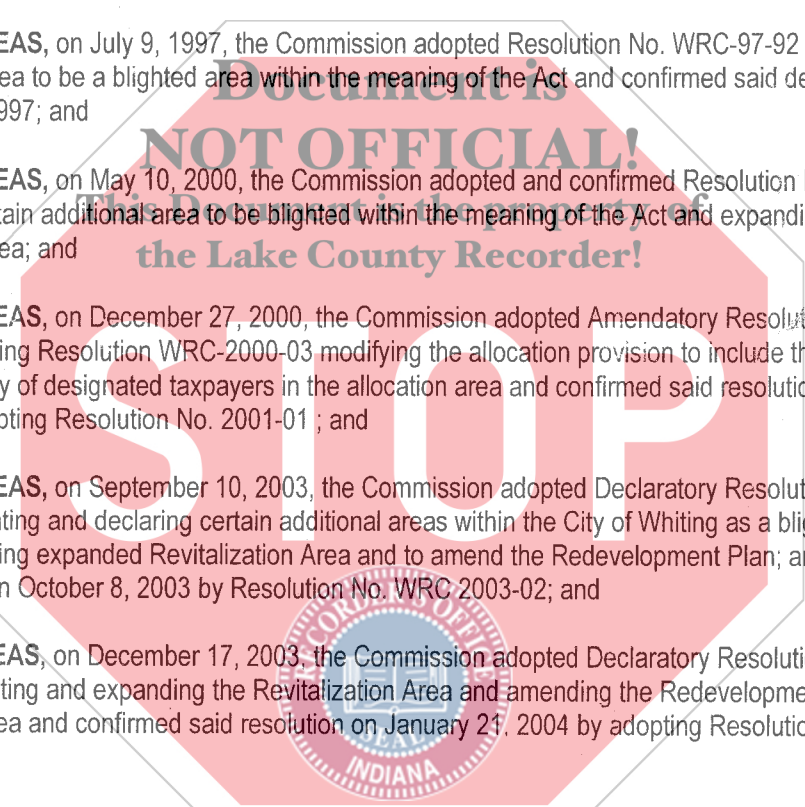 EAS, on July 9, 1997, the Commission adopted Resolution No. WRC-97-92
ea to be a blighted area within the meaning of the Act and confirmed said de
997; and
Document is
NOT OFFICIAL!
This Document is the property of
the Lake County Recorder!
EAS, on May 10, 2000, the Commission adopted and confirmed Resolution
tain additional area to be blighted within the meaning of the Act and expandi
ea; and
EAS, on December 27, 2000, the Commission adopted Amendatory Resolut
ing Resolution WRC-2000-03 modifying the allocation provision to include th
y of designated taxpayers in the allocation area and confirmed said resolutio
pting Resolution No. 2001-01 ; and
STOP
EAS, on September 10, 2003, the Commission adopted Declaratory Resolut
ating and declaring certain additional areas within the City of Whiting as a blig
ing expanded Revitalization Area and to amend the Redevelopment Plan; a
n October 8, 2003 by Resolution No. WRC 2003-02; and
EAS, on December 17, 2003, the Commission adopted Declaratory Resoluti
ting and expanding the Revitalization Area and amending the Redevelopme
ea and confirmed said resolution on January 21, 2004 by adopting Resolutio
RECORDER'S OFFICE
SEAL
INDIANA